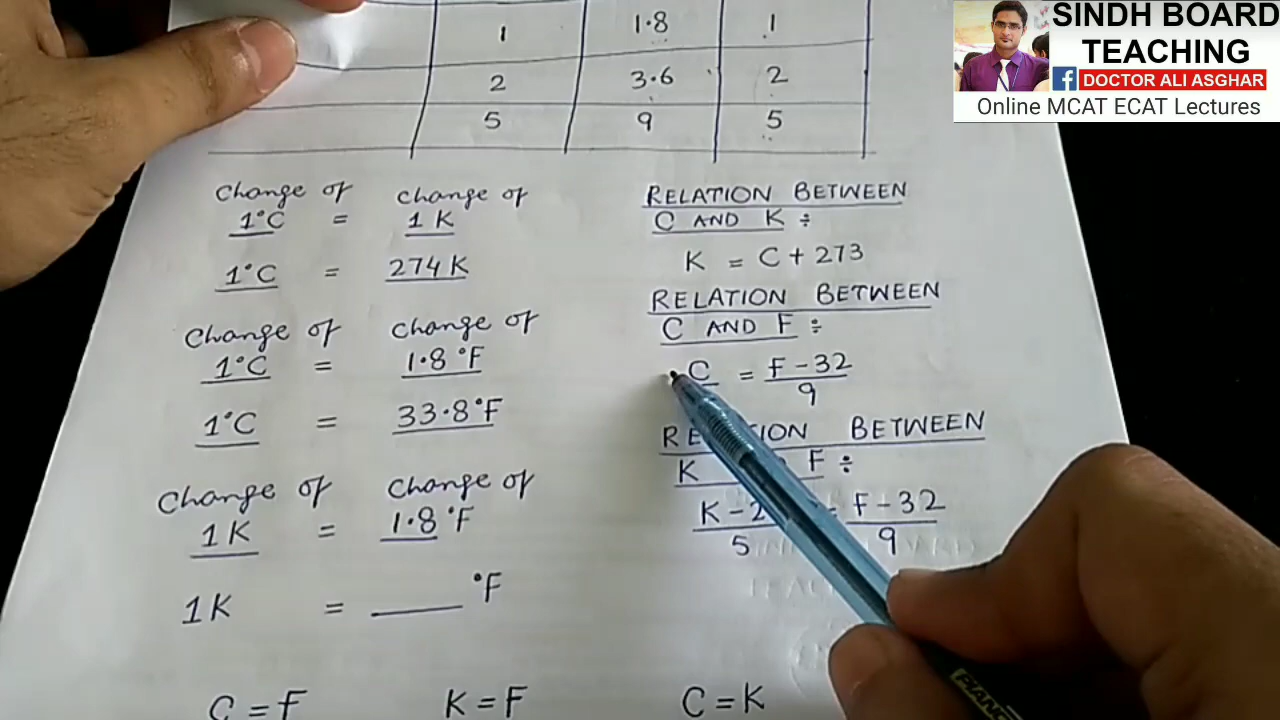 SINDH BOARD
TEACHING
f DOCTOR ALI ASGHAR
Online MCAT ECAT Lectures
1 1.8 1
2 3.6 2
5 9 5
Change of change of
1°C = 1 K
1°C = 274 K
Change of Change of
1°C = 1.8 °F
1°C = 33.8°F
Change of Change of
1 K = 1.8 °F
1 K = ____ °F
RELATION BETWEEN
C AND K ÷
K = C + 273
RELATION BETWEEN
C AND F ÷
C = F - 32
9
BETWEEN
K F ÷
K - F - 32
5 9
C = F K = F C = K